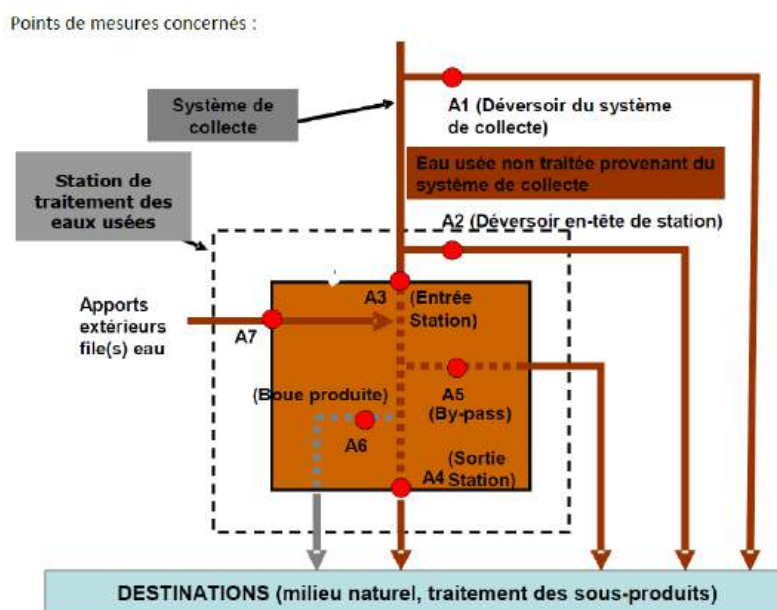 Points de mesures concernés :
Système de
collecte
A1 (Déversoir du système
de collecte)
Eau usée non traitée provenant du
système de collecte
Station de
traitement des
eaux usées
A2 (Déversoir en-tête de station)
A3
(Entrée
Station)
Apports
extérieurs
file(s) eau
A7
(Boue produite)
A5
(By-pass)
A6
(Sortie
Station)
A4
DESTINATIONS (milieu naturel, traitement des sous-produits)